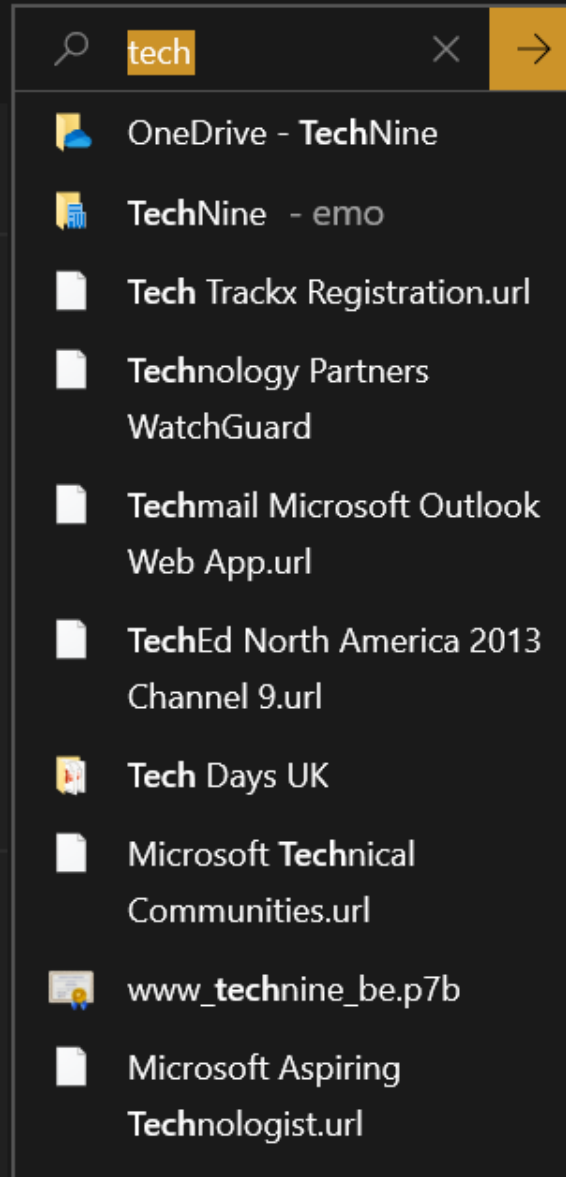 tech
OneDrive - TechNine
TechNine - emo
Tech Trackx Registration.url
Technology Partners
WatchGuard
Techmail Microsoft Outlook
Web App.url
TechEd North America 2013
Channel 9.url
Tech Days UK
Microsoft Technical
Communities.url
www_technine_be.p7b
Microsoft Aspiring
Technologist.url